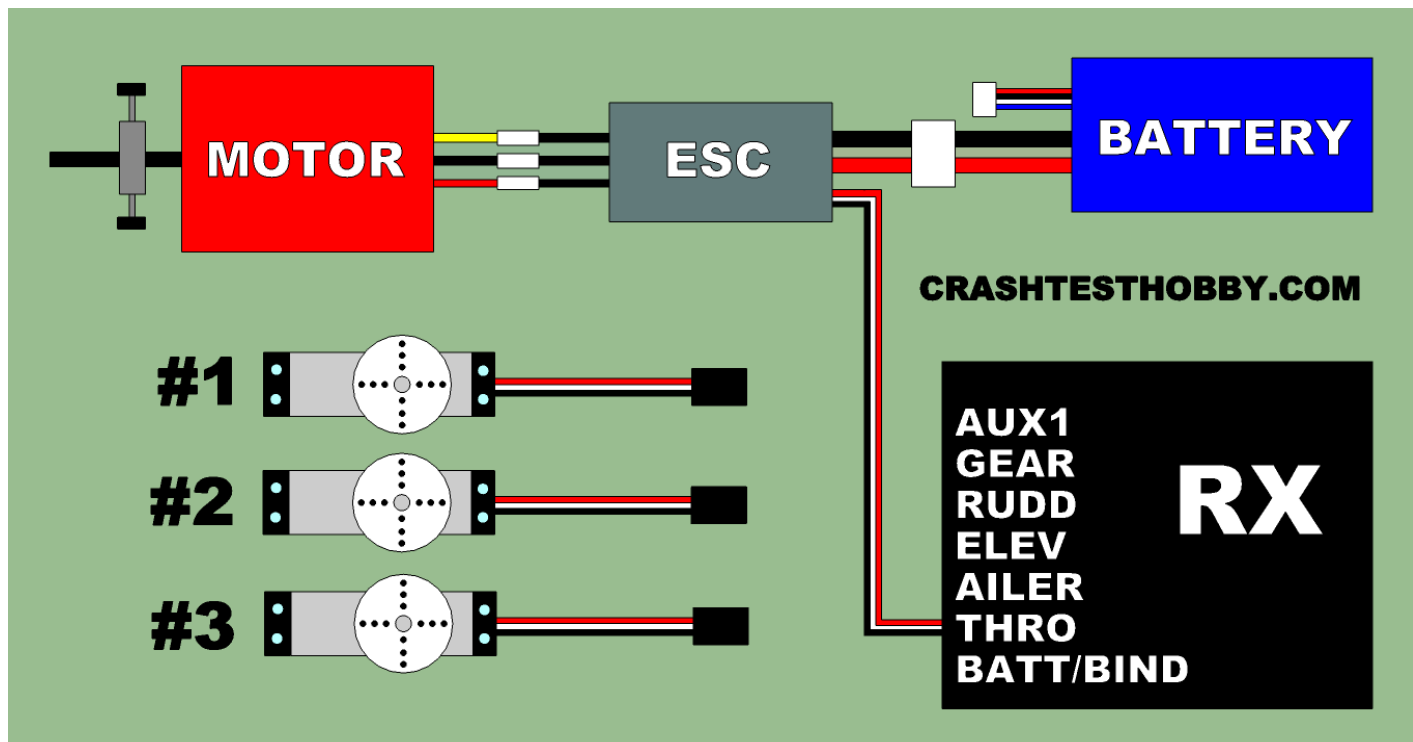 MOTOR
ESC
BATTERY
CRASHTESTHOBBY.COM
#1
#2
#3
AUX1
GEAR
RUDD
ELEV
AILER
THRO
BATT/BIND
RX